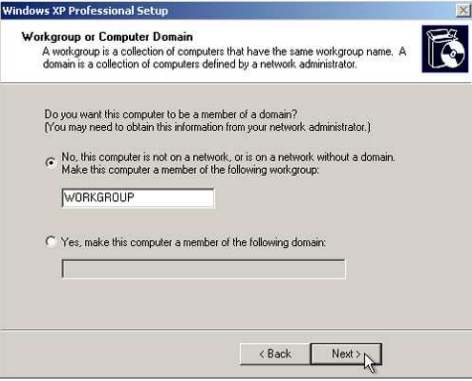 Windows XP Professional Setup
Workgroup or Computer Domain
A workgroup is a collection of computers that have the same workgroup name. A
domain is a collection of computers defined by a network administrator.
Do you want this computer to be a member of a domain?
(You may need to obtain this information from your network administrator.)
No, this computer is not on a network, or is on a network without a domain.
Make this computer a member of the following workgroup:
WORKGROUP
Yes, make this computer a member of the following domain:
< Back
Next >